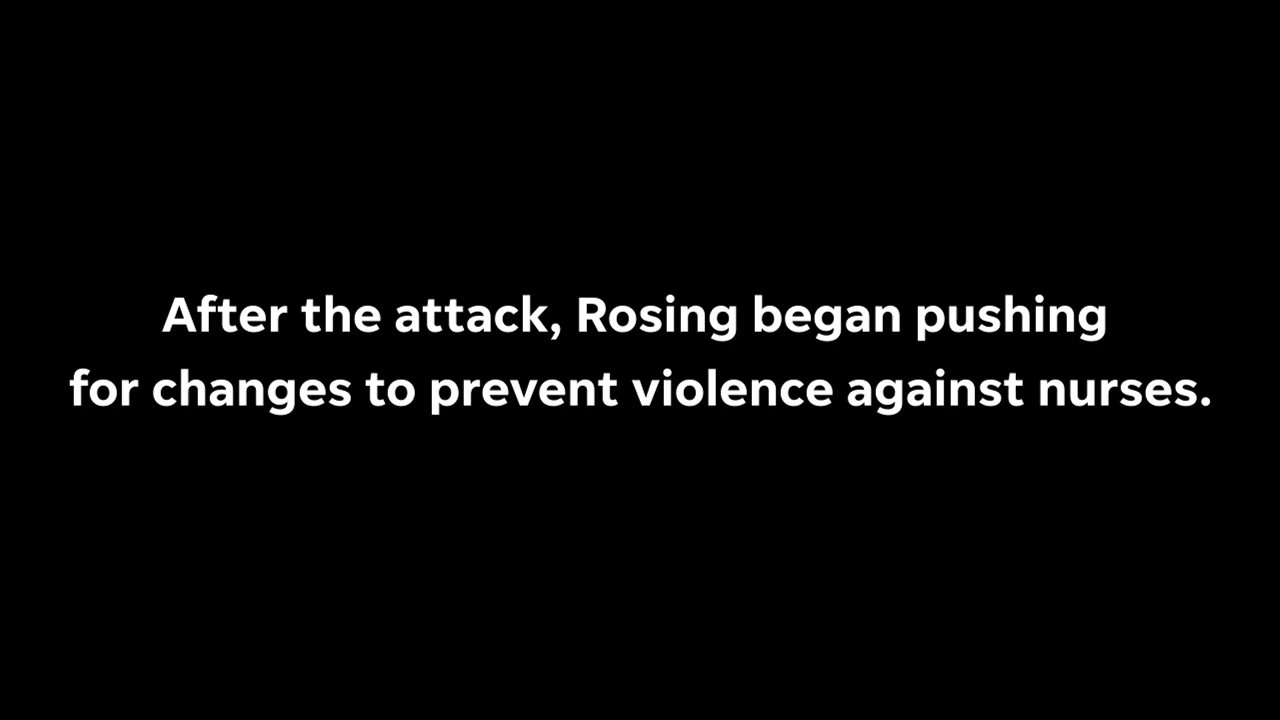 After the attack, Rosing began pushing
for changes to prevent violence against nurses.